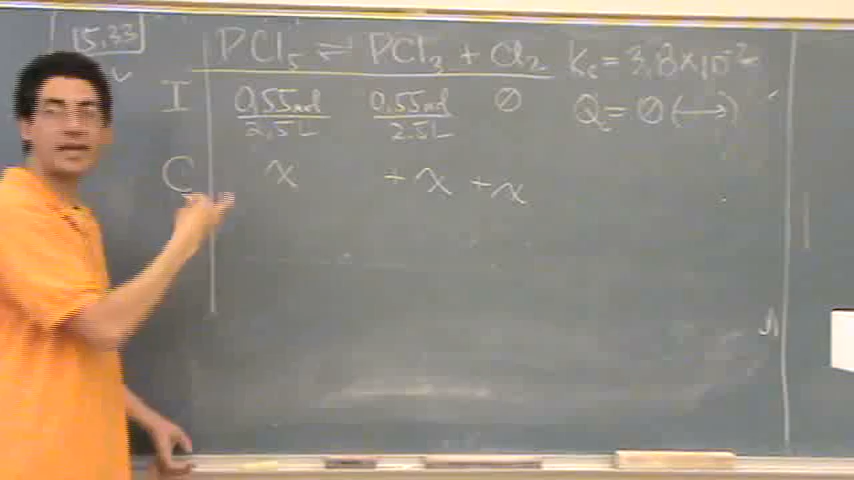 15.33
PCl₅ ⇌ PCl₃ + Cl₂ Kc = 3.8×10⁻²
I 0.55mol/2.5L 0.55mol/2.5L ∅ Q = ∅ (→)
C x +x +x